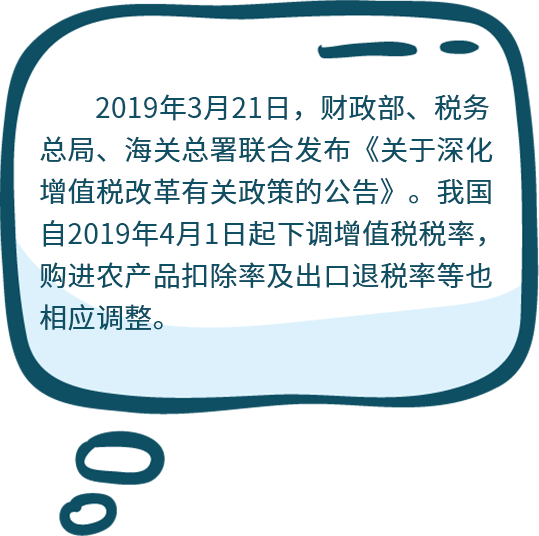 2019年3月21日，财政部、税务
总局、海关总署联合发布《关于深化
增值税改革有关政策的公告》。我国
自2019年4月1日起下调增值税税率，
购进农产品扣除率及出口退税率等也
相应调整。